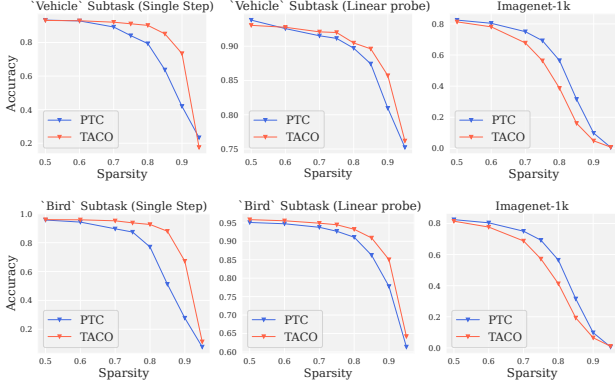 `Vehicle` Subtask (Single Step)
Accuracy
0.8
0.6
0.4
0.2
0.5 0.6 0.7 0.8 0.9
Sparsity
PTC
TACO
`Vehicle` Subtask (Linear probe)
0.90
0.85
0.80
0.75
0.5 0.6 0.7 0.8 0.9
Sparsity
PTC
TACO
Imagenet-1k
0.8
0.6
0.4
0.2
0.0
0.5 0.6 0.7 0.8 0.9
Sparsity
PTC
TACO
`Bird` Subtask (Single Step)
Accuracy
1.0
0.8
0.6
0.4
0.2
0.5 0.6 0.7 0.8 0.9
Sparsity
PTC
TACO
`Bird` Subtask (Linear probe)
0.95
0.90
0.85
0.80
0.75
0.70
0.65
0.60
0.5 0.6 0.7 0.8 0.9
Sparsity
PTC
TACO
Imagenet-1k
0.8
0.6
0.4
0.2
0.0
0.5 0.6 0.7 0.8 0.9
Sparsity
PTC
TACO